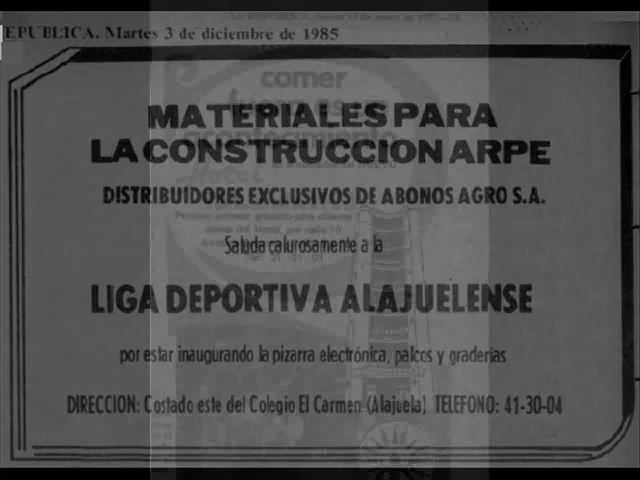 EPUBLICA. Martes 3 de diciembre de 1985
comer
MATERIALES PARA
LA CONSTRUCCION ARPE
DISTRIBUIDORES EXCLUSIVOS DE ABONOS AGRO S.A.
Saluda calurosamente a la
LIGA DEPORTIVA ALAJUELENSE
por estar inaugurando la pizarra electrónica, palcos y graderías
DIRECCION: Costado este del Colegio El Carmen (Alajuela) TELEFONO: 41-30-04